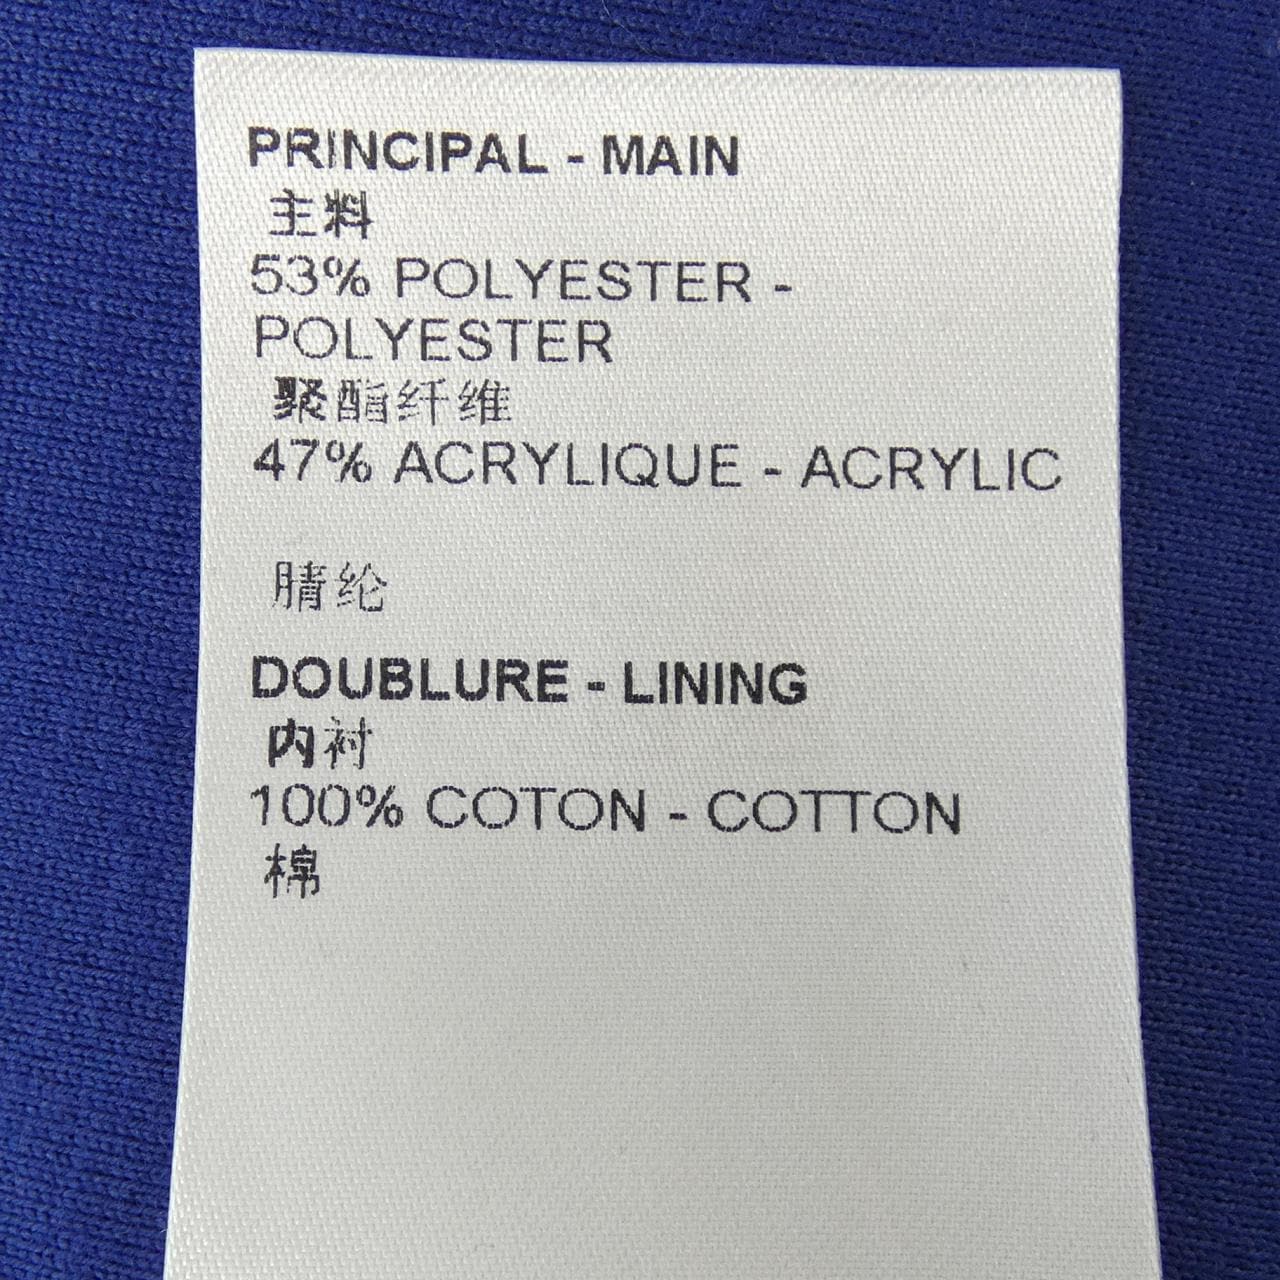 PRINCIPAL - MAIN
主料
53% POLYESTER -
POLYESTER
聚酯纤维
47% ACRYLIQUE - ACRYLIC
腈纶
DOUBLURE - LINING
内衬
100% COTON - COTTON
棉